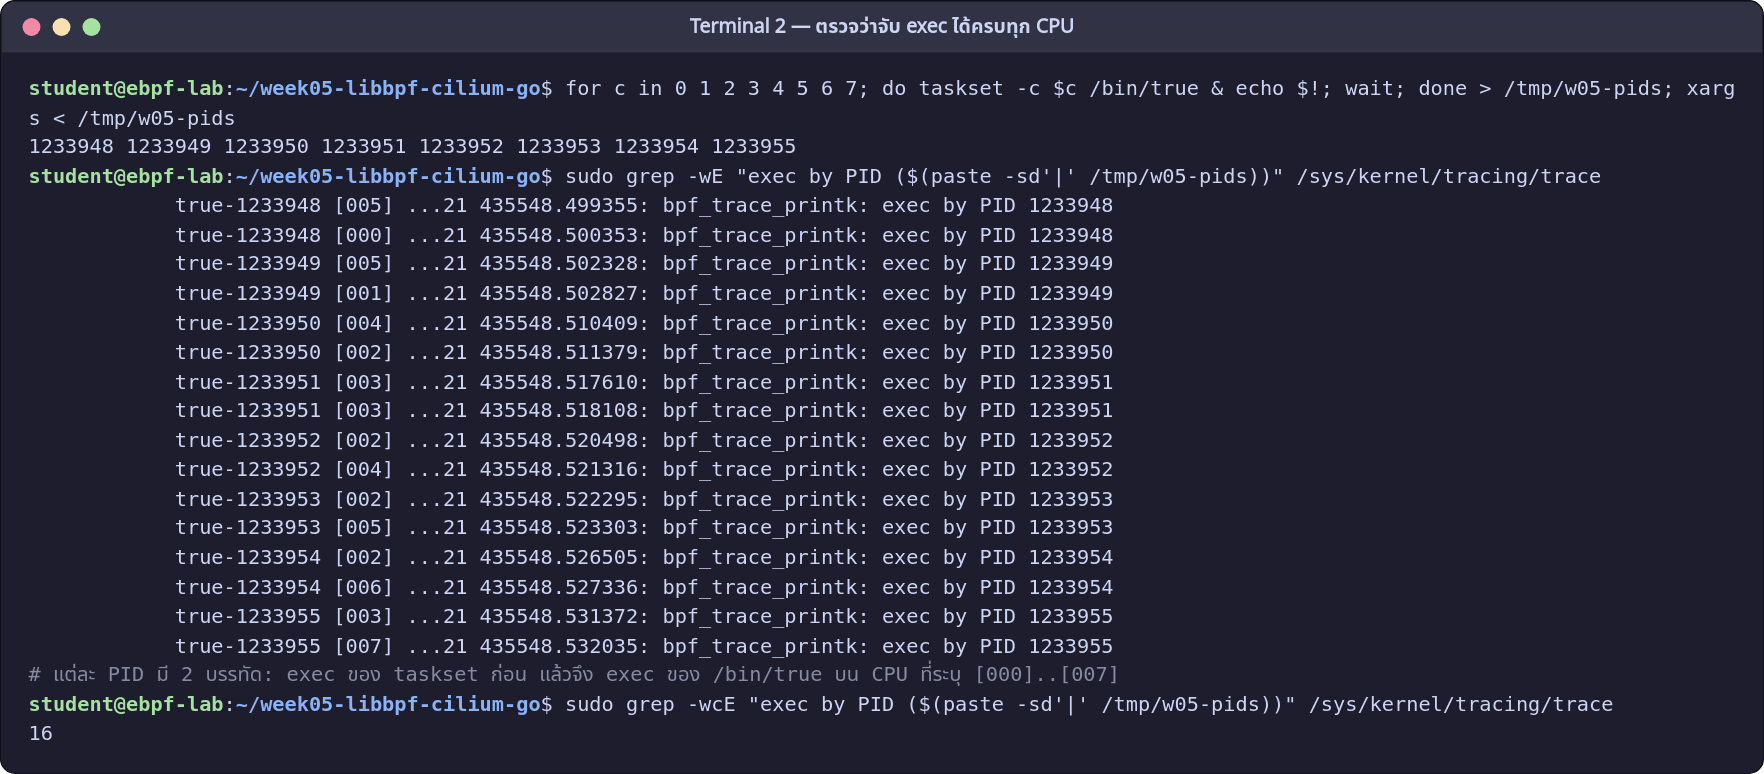 Terminal 2 — ตรวจว่าจับ exec ได้ครบทุก CPU
student@ebpf-lab:~/week05-libbpf-cilium-go$ for c in 0 1 2 3 4 5 6 7; do taskset -c $c /bin/true & echo $!; wait; done > /tmp/w05-pids; xarg
s < /tmp/w05-pids
1233948 1233949 1233950 1233951 1233952 1233953 1233954 1233955
student@ebpf-lab:~/week05-libbpf-cilium-go$ sudo grep -wE "exec by PID ($(paste -sd'|' /tmp/w05-pids))" /sys/kernel/tracing/trace
            true-1233948 [005] ...21 435548.499355: bpf_trace_printk: exec by PID 1233948
            true-1233948 [000] ...21 435548.500353: bpf_trace_printk: exec by PID 1233948
            true-1233949 [005] ...21 435548.502328: bpf_trace_printk: exec by PID 1233949
            true-1233949 [001] ...21 435548.502827: bpf_trace_printk: exec by PID 1233949
            true-1233950 [004] ...21 435548.510409: bpf_trace_printk: exec by PID 1233950
            true-1233950 [002] ...21 435548.511379: bpf_trace_printk: exec by PID 1233950
            true-1233951 [003] ...21 435548.517610: bpf_trace_printk: exec by PID 1233951
            true-1233951 [003] ...21 435548.518108: bpf_trace_printk: exec by PID 1233951
            true-1233952 [002] ...21 435548.520498: bpf_trace_printk: exec by PID 1233952
            true-1233952 [004] ...21 435548.521316: bpf_trace_printk: exec by PID 1233952
            true-1233953 [002] ...21 435548.522295: bpf_trace_printk: exec by PID 1233953
            true-1233953 [005] ...21 435548.523303: bpf_trace_printk: exec by PID 1233953
            true-1233954 [002] ...21 435548.526505: bpf_trace_printk: exec by PID 1233954
            true-1233954 [006] ...21 435548.527336: bpf_trace_printk: exec by PID 1233954
            true-1233955 [003] ...21 435548.531372: bpf_trace_printk: exec by PID 1233955
            true-1233955 [007] ...21 435548.532035: bpf_trace_printk: exec by PID 1233955
# แต่ละ PID มี 2 บรรทัด: exec ของ taskset ก่อน แล้วจึง exec ของ /bin/true บน CPU ที่ระบุ [000]..[007]
student@ebpf-lab:~/week05-libbpf-cilium-go$ sudo grep -wcE "exec by PID ($(paste -sd'|' /tmp/w05-pids))" /sys/kernel/tracing/trace
16